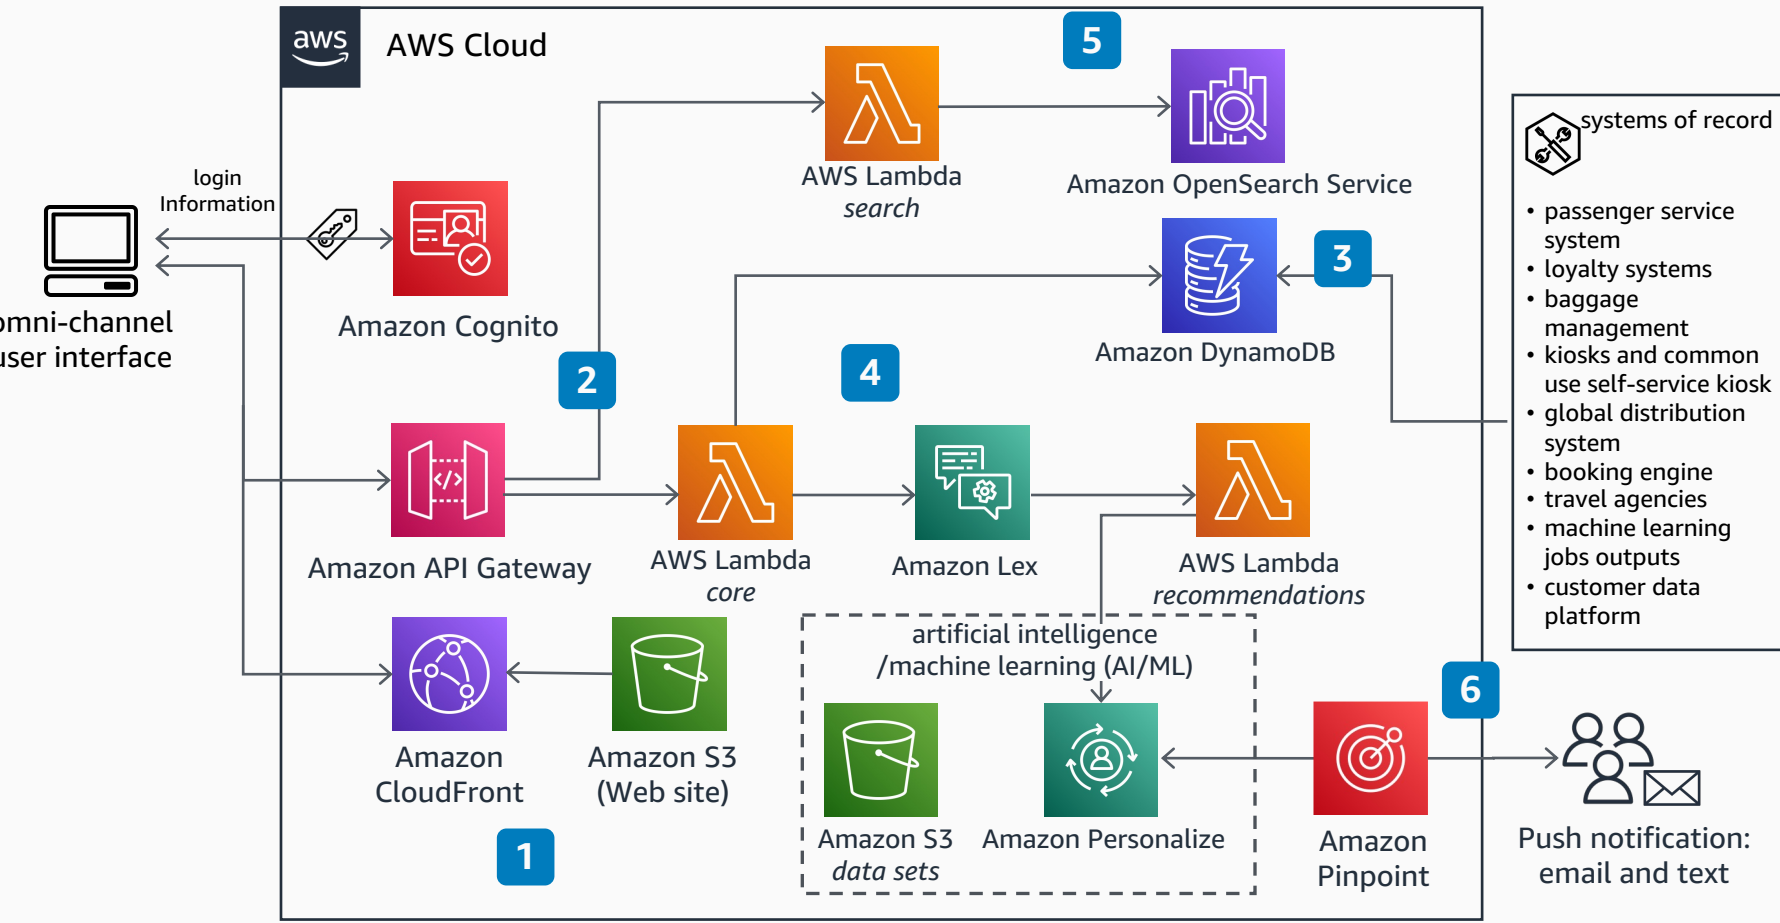 aws
AWS Cloud
5
systems of record
login
Information
AWS Lambda
search
Amazon OpenSearch Service
• passenger service
system
• loyalty systems
• baggage
management
• kiosks and common
use self-service kiosk
• global distribution
system
• booking engine
• travel agencies
• machine learning
jobs outputs
• customer data
platform
3
omni-channel
user interface
Amazon Cognito
Amazon DynamoDB
2
4
</>
Amazon API Gateway
AWS Lambda
core
Amazon Lex
AWS Lambda
recommendations
artificial intelligence
/machine learning (AI/ML)
6
Amazon
CloudFront
Amazon S3
(Web site)
1
Amazon S3
data sets
Amazon Personalize
Amazon
Pinpoint
Push notification:
email and text